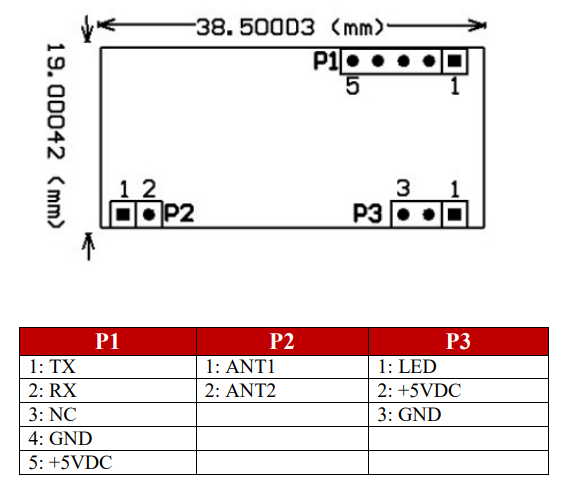 38.50003 (mm)
19.00042 (mm)
P1
5 1
1 2
P2
3 1
P3
P1 P2 P3
1: TX 1: ANT1 1: LED
2: RX 2: ANT2 2: +5VDC
3: NC 3: GND
4: GND
5: +5VDC